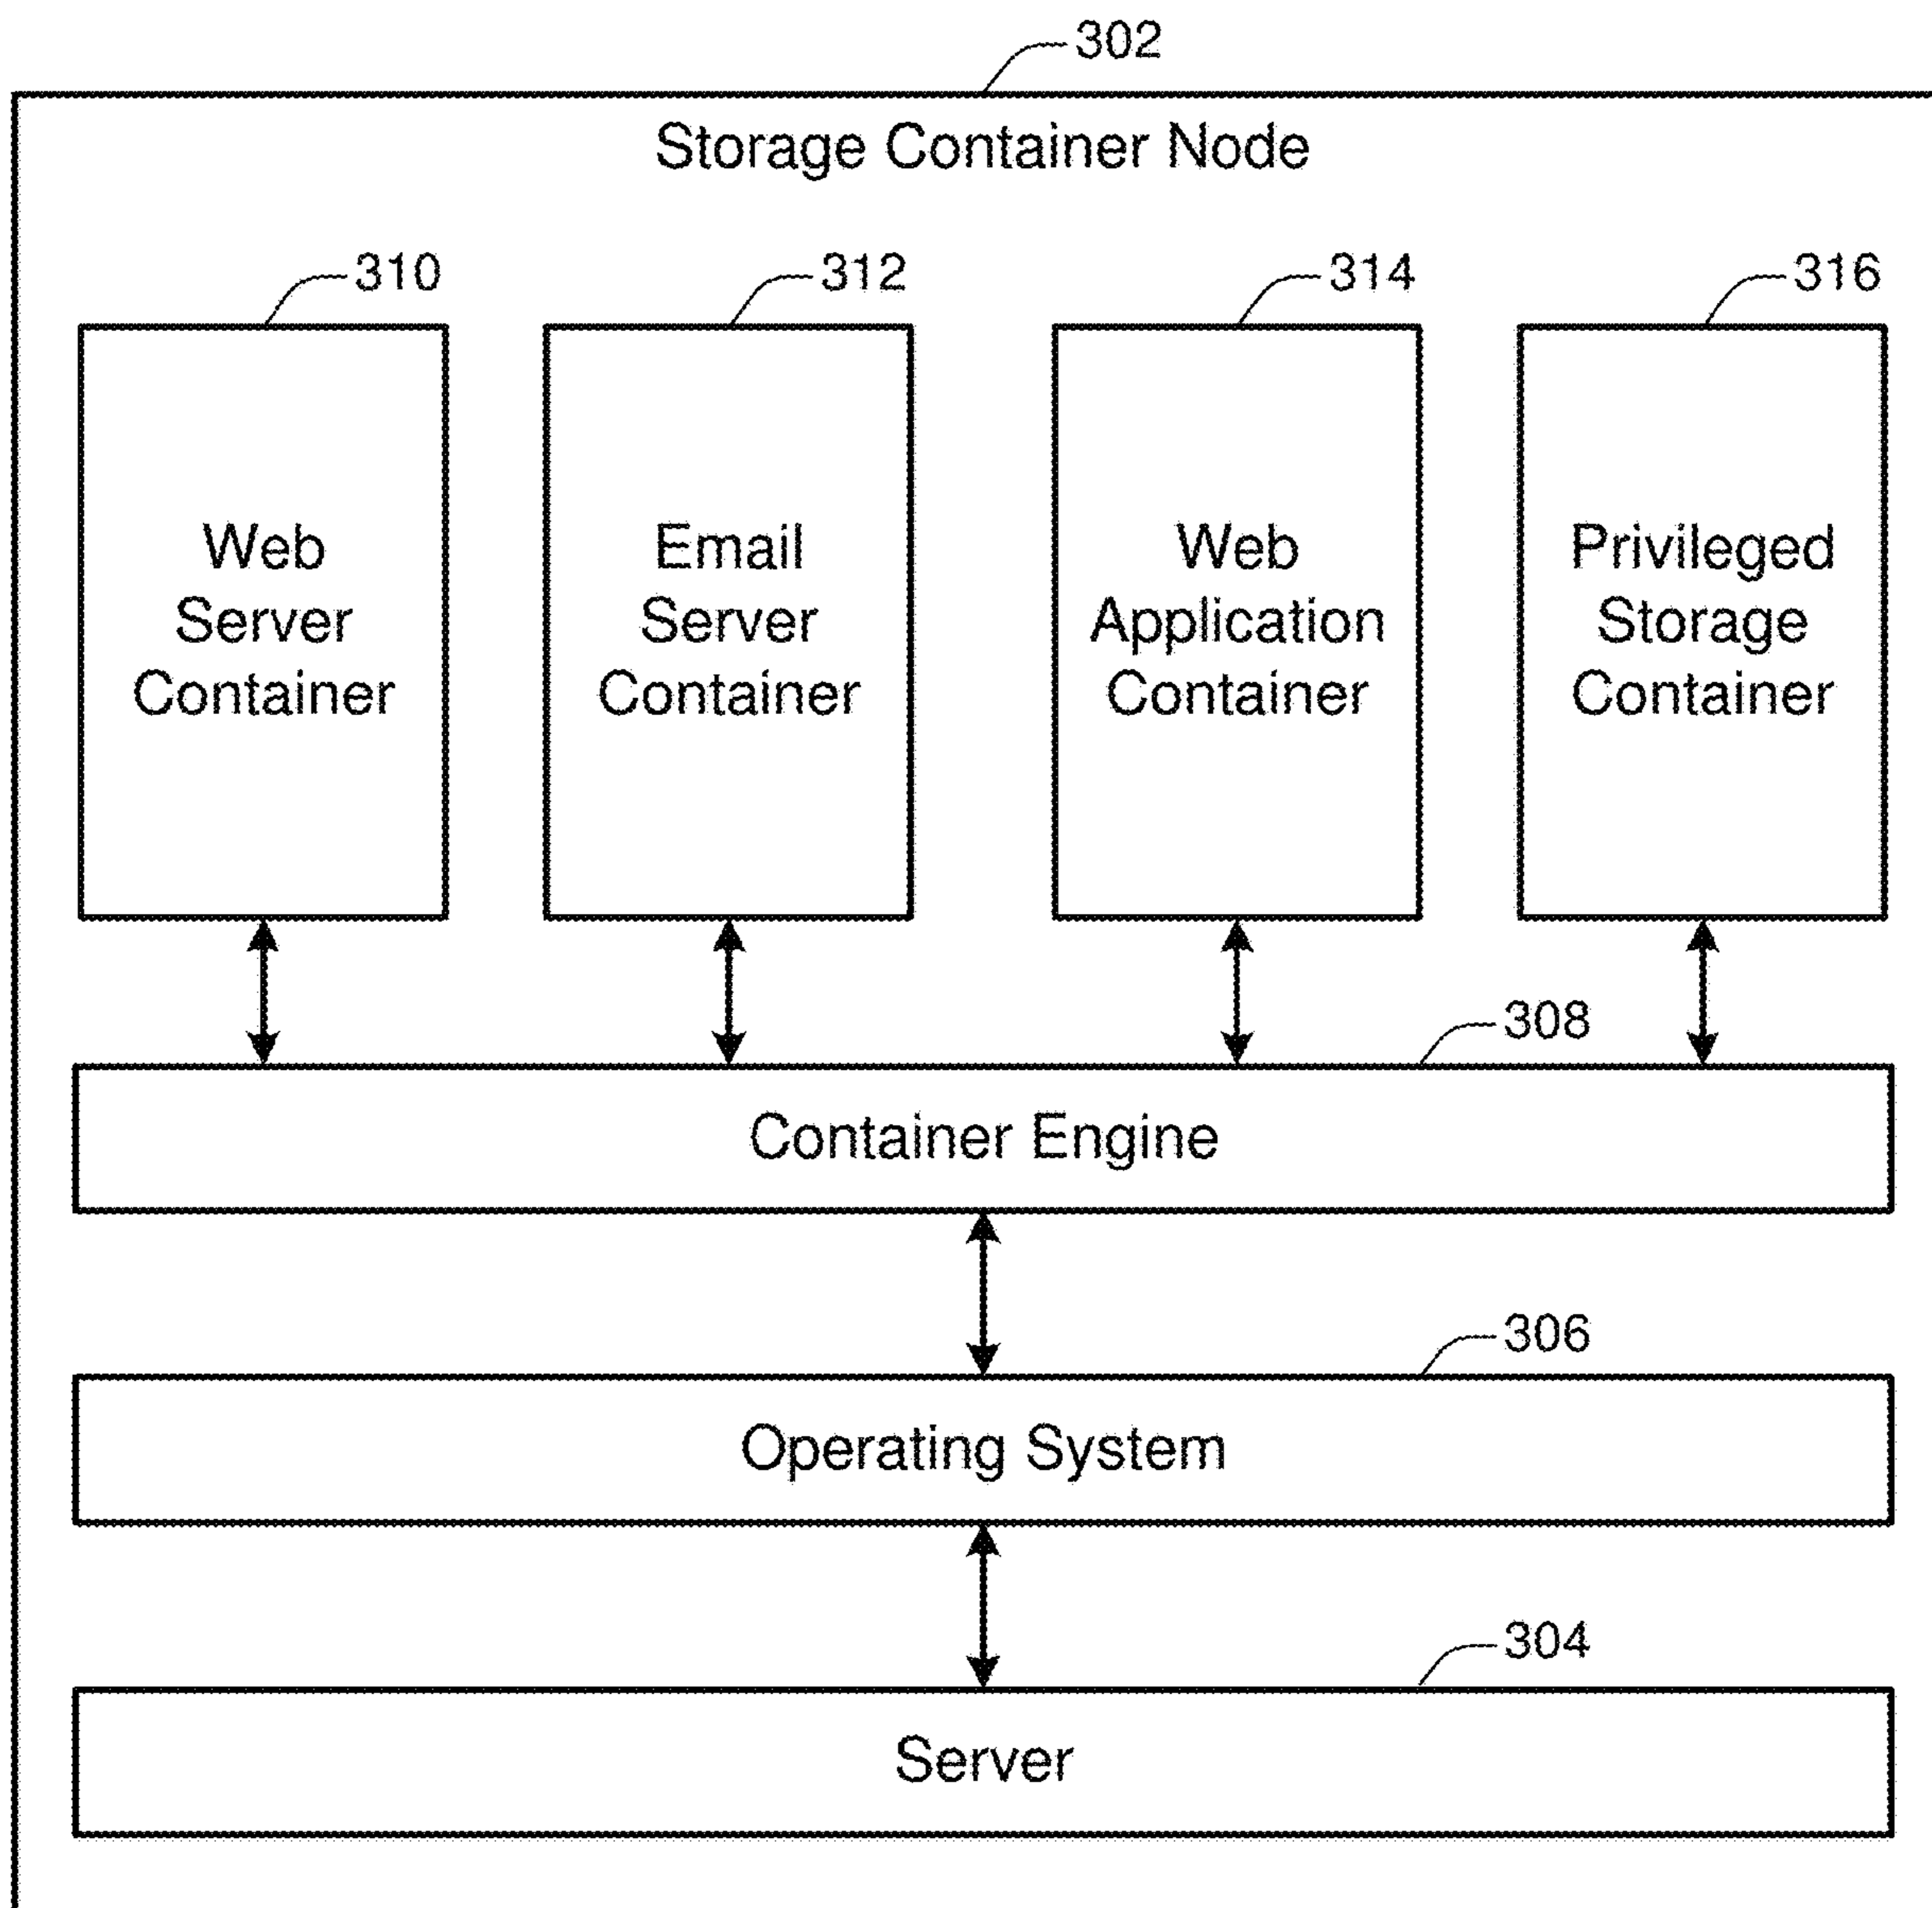 302
Storage Container Node
310
312
314
316
Web
Server
Container
Email
Server
Container
Web
Application
Container
Privileged
Storage
Container
308
Container Engine
306
Operating System
304
Server